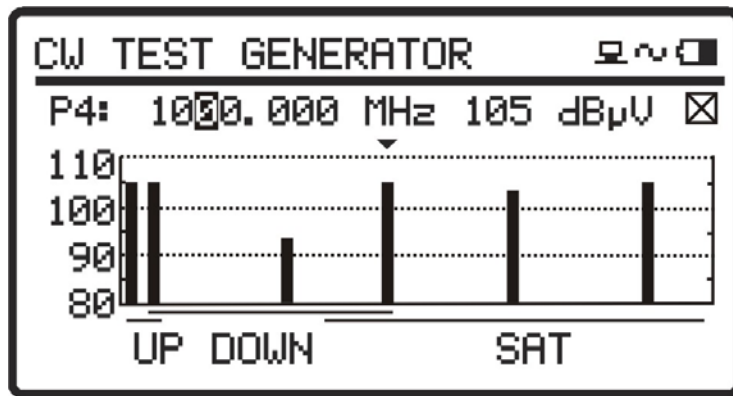 CW TEST GENERATOR
P4: 1000.000 MHz 105 dBµV
110
100
90
80
UP DOWN SAT